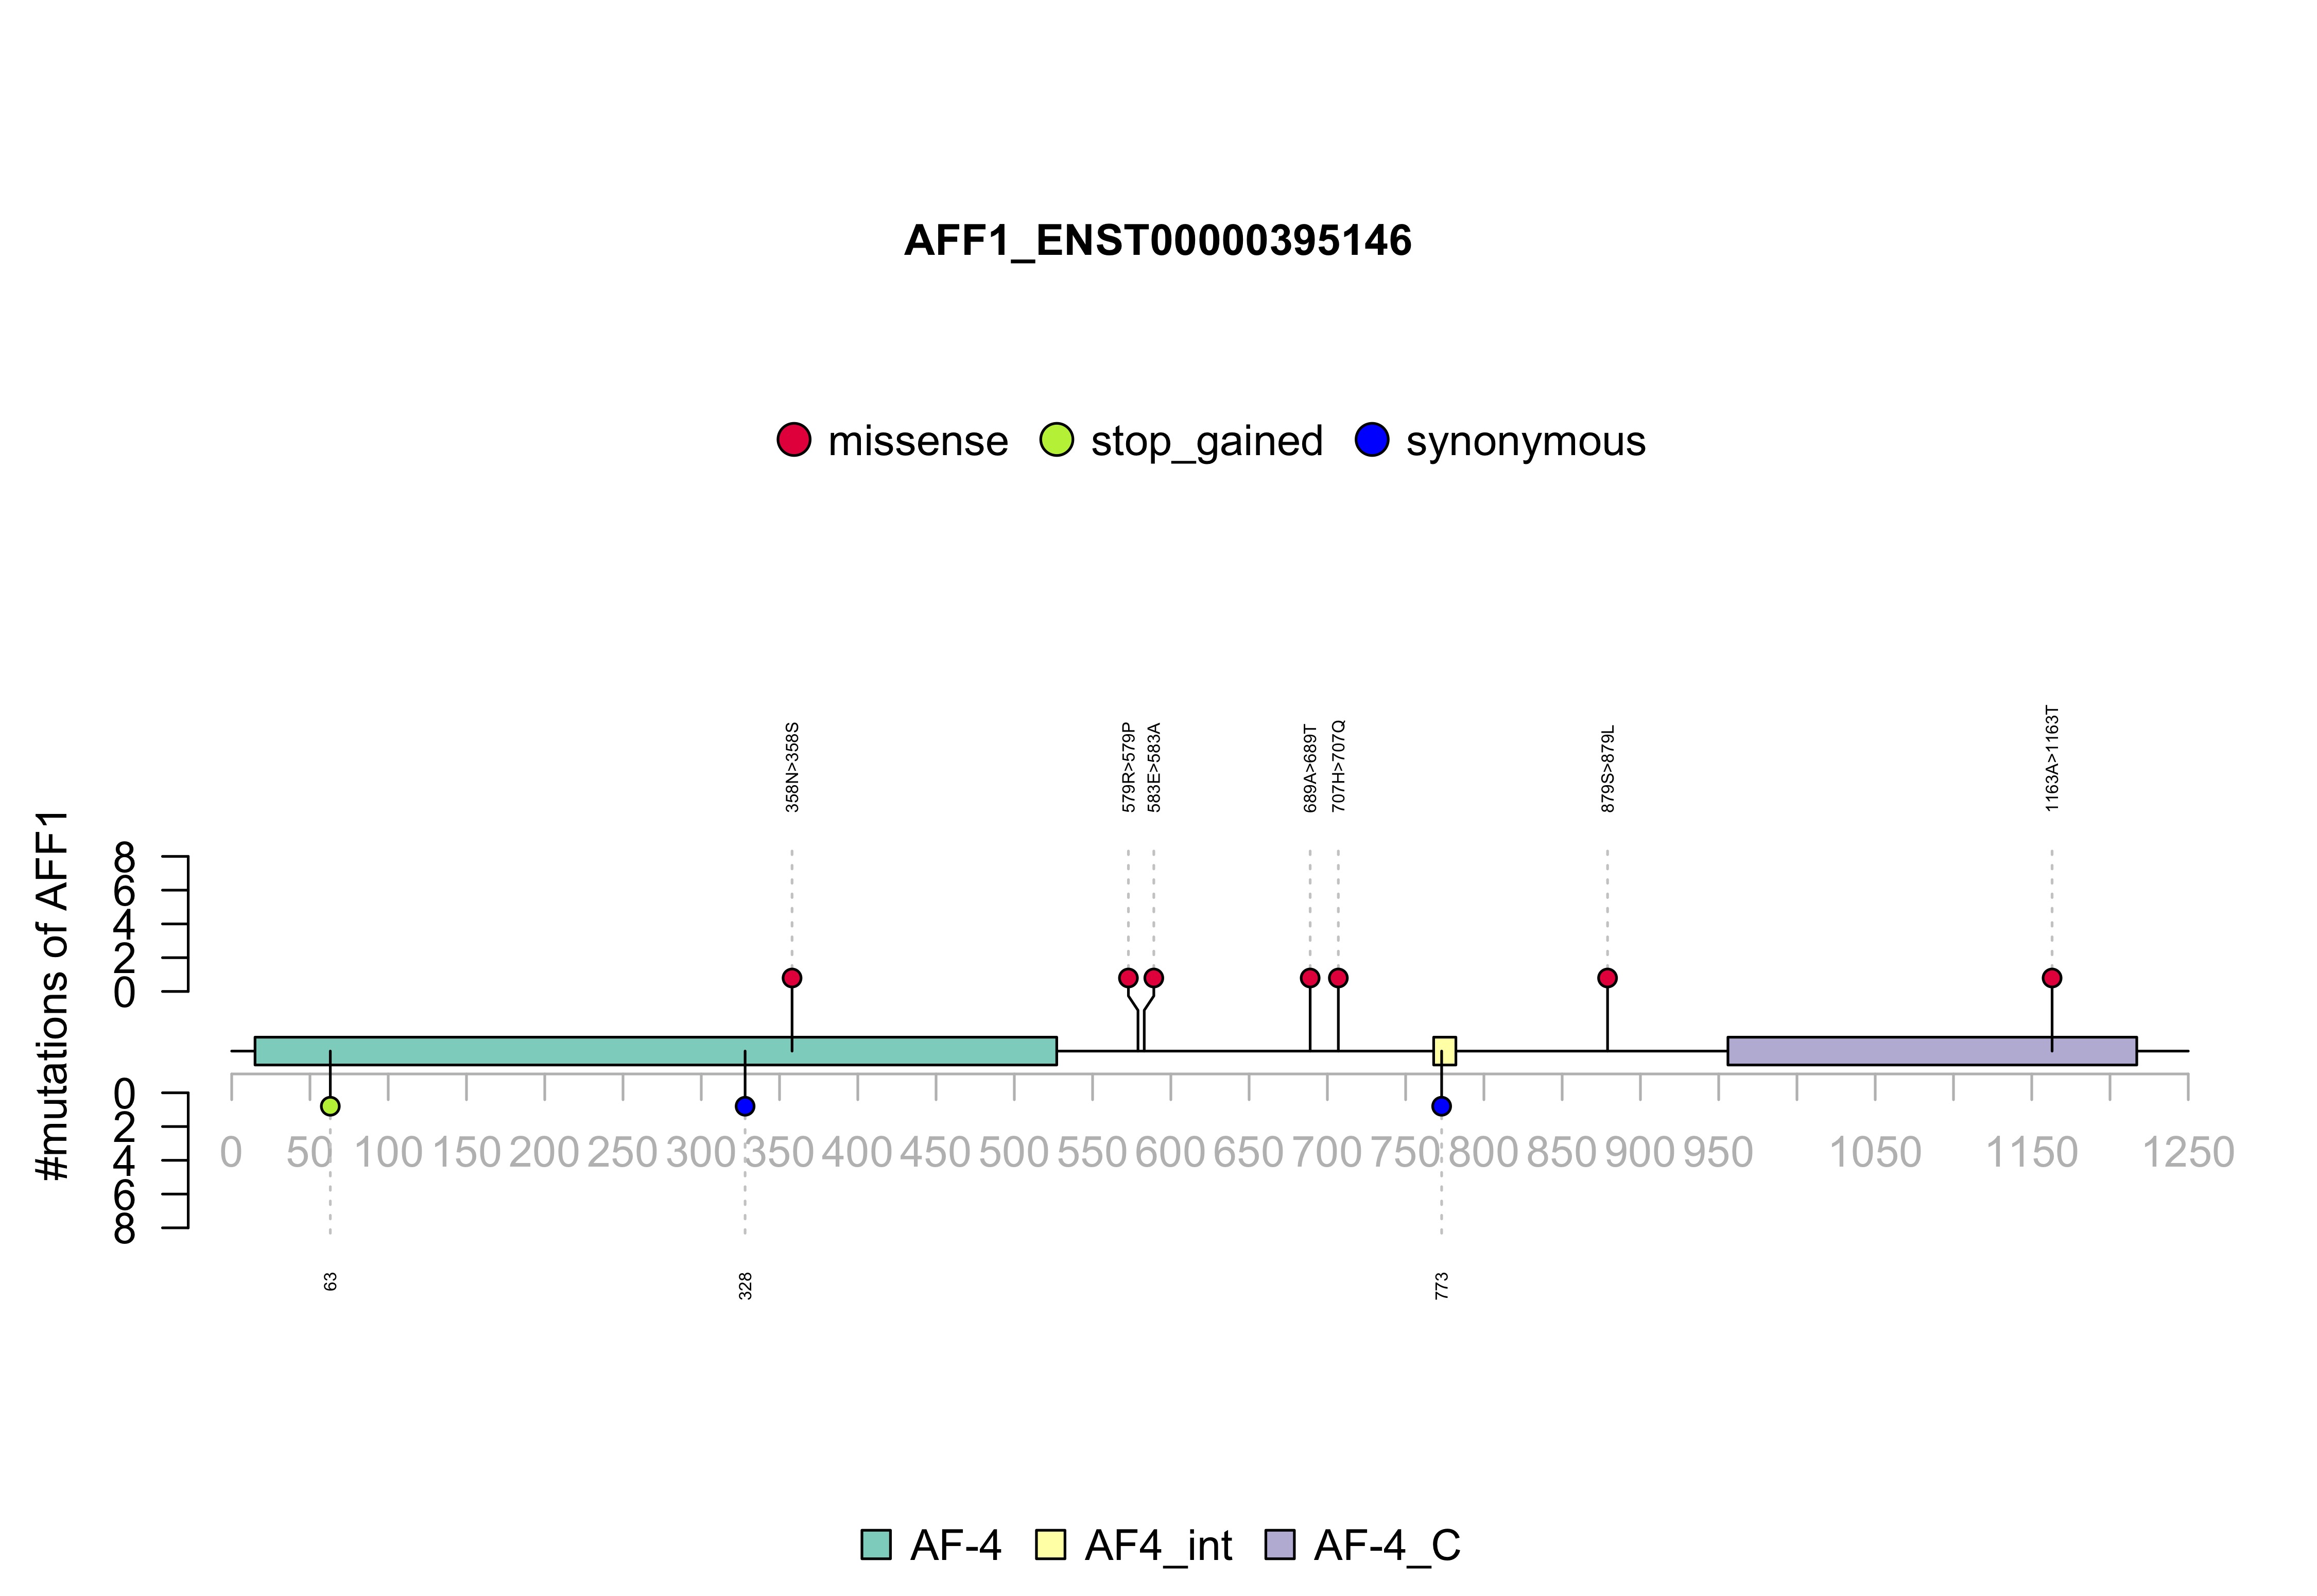 AFF1_ENST00000395146
missense stop_gained synonymous
358N>358S
579R>579P
583E>583A
689A>689T
707H>707Q
879S>879L
1163A>1163T
#mutations of AFF1
8
6
4
2
0
0
2
4
6
8
0 50 100 150 200 250 300 350 400 450 500 550 600 650 700 750 800 850 900 950 1050 1150 1250
63
328
773
AF-4 AF4_int AF-4_C